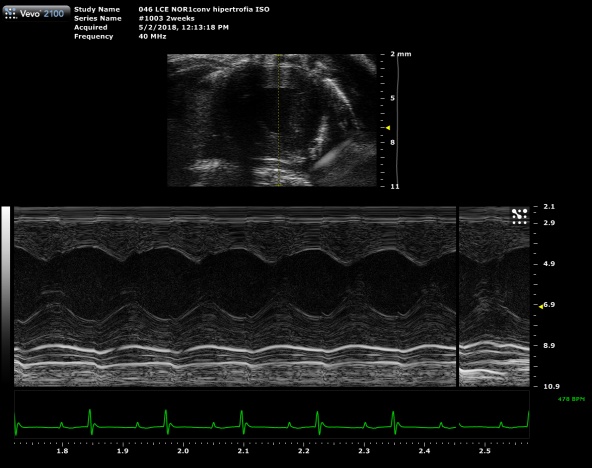 Vevo 2100
Study Name 046 LCE NOR1conv hipertrofia ISO
Series Name #1003 2weeks
Acquired 5/2/2018, 12:13:18 PM
Frequency 40 MHz
2 mm
5
8
11
2.1
2.9
4.9
6.9
8.9
10.9
478 BPM
1.8 1.9 2.0 2.1 2.2 2.3 2.4 2.5